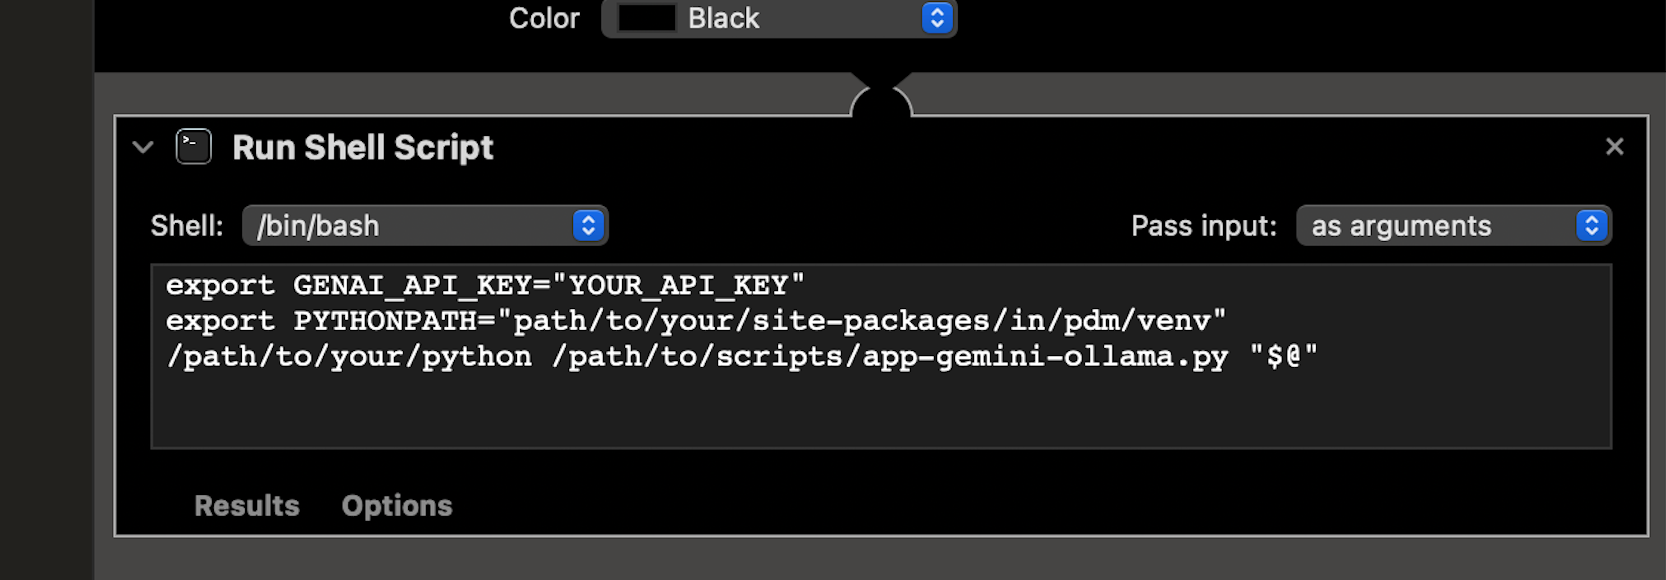 Color Black
Run Shell Script
Shell: /bin/bash Pass input: as arguments
export GENAI_API_KEY="YOUR_API_KEY"
export PYTHONPATH="path/to/your/site-packages/in/pdm/venv"
/path/to/your/python /path/to/scripts/app-gemini-ollama.py "$@"
Results Options